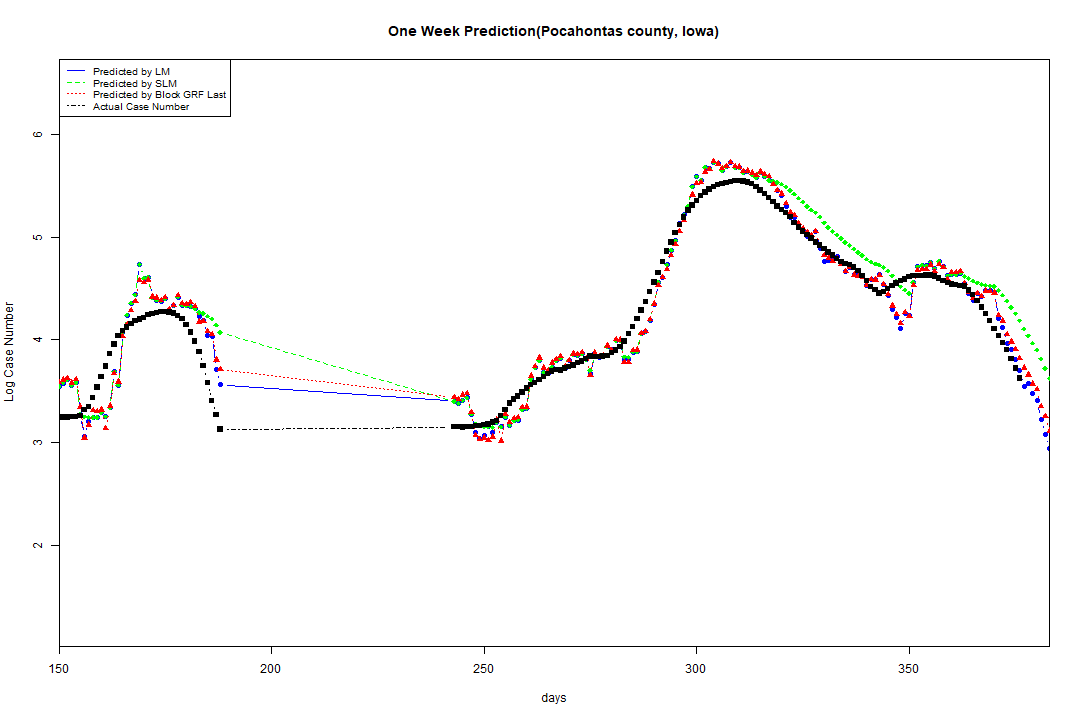 One Week Prediction(Pocahontas county, Iowa)
Predicted by LM
Predicted by SLM
Predicted by Block GRF Last
Actual Case Number
Log Case Number
6
5
4
3
2
150 200 250 300 350
days